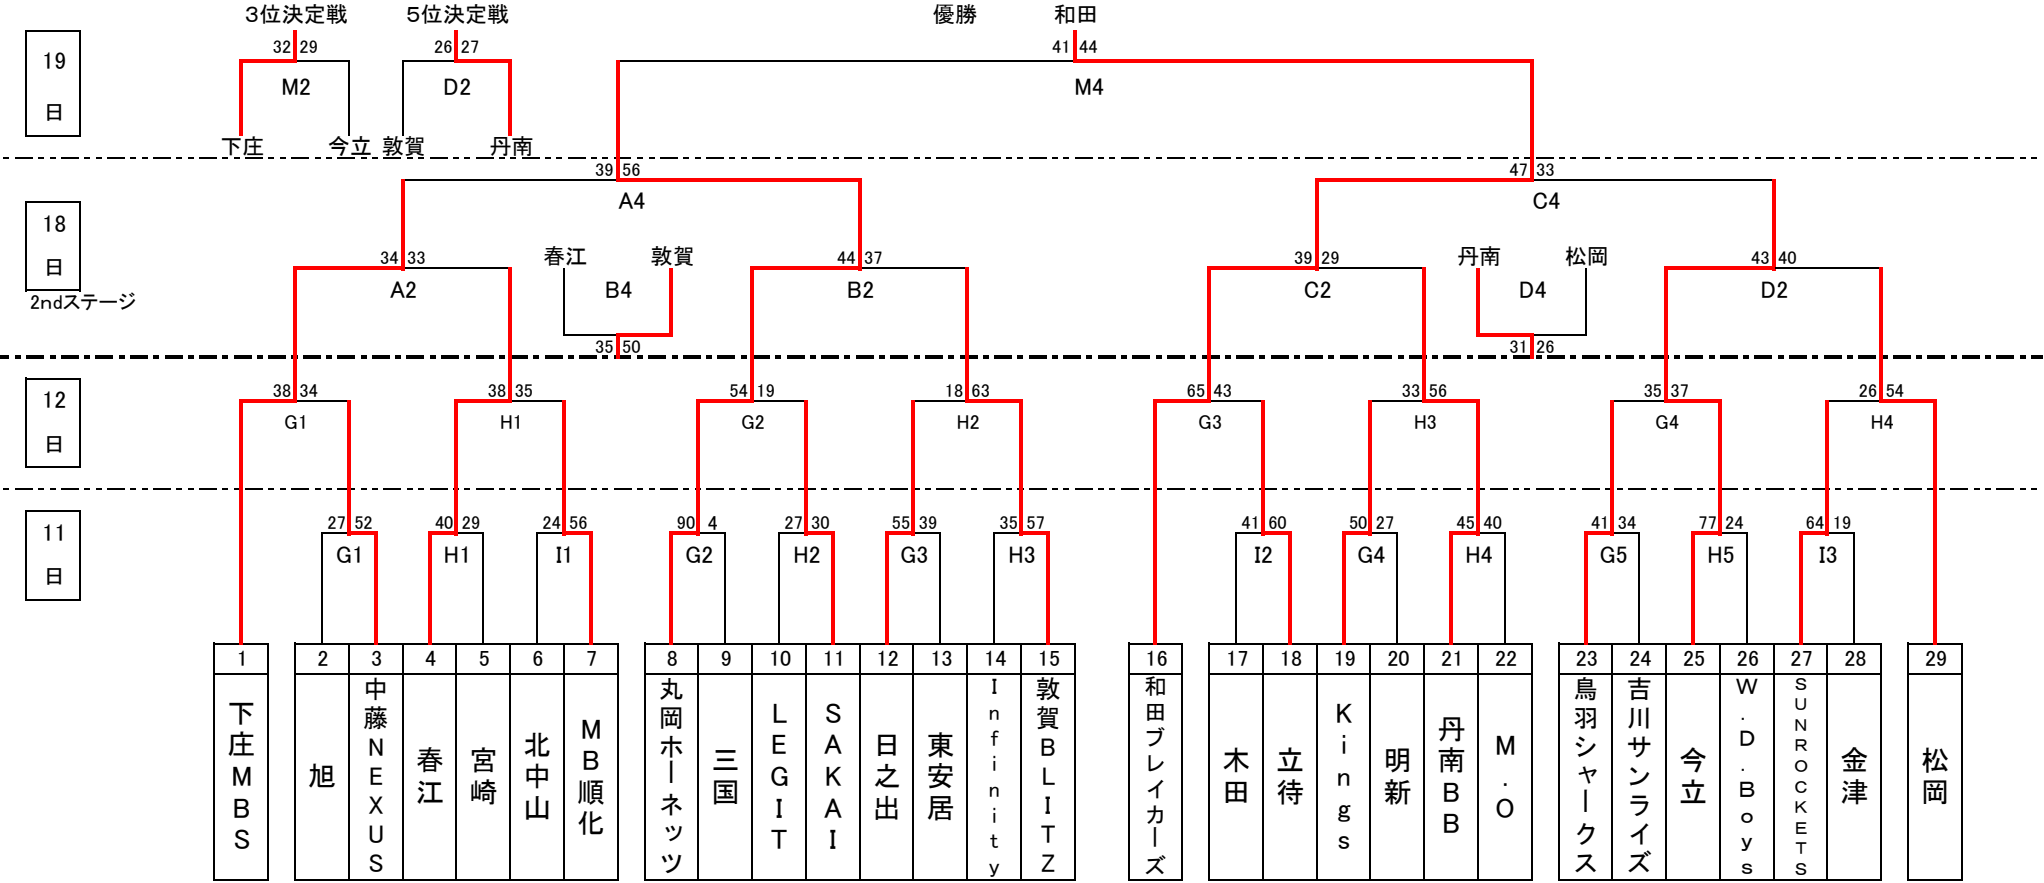 3位決定戦 5位決定戦 優勝 和田
32 29 26 27 41 44
19日
M2 D2 M4
下庄 今立 敦賀 丹南
39 56 47 33
A4 C4
18日
2ndステージ
春江 敦賀 丹南 松岡
34 33 44 37 39 29 43 40
A2 B4 B2 C2 D4 D2
35 50 31 26
12日
38 34 38 35 54 19 18 63 65 43 33 56 35 37 26 54
G1 H1 G2 H2 G3 H3 G4 H4
11日
27 52 40 29 24 56 90 4 27 30 55 39 35 57 41 60 50 27 45 40 41 34 77 24 64 19
G1 H1 I1 G2 H2 G3 H3 I2 G4 H4 G5 H5 I3
1 2 3 4 5 6 7 8 9 10 11 12 13 14 15 16 17 18 19 20 21 22 23 24 25 26 27 28 29
下庄MBS
旭
中藤NEXUS
春江
宮崎
北中山
MB順化
丸岡ホーネッツ
三国
LEGIT
SAKAI
日之出
東安居
Infinity
敦賀BLITZ
和田ブレイカーズ
木田
立待
Kings
明新
丹南BB
M.O
鳥羽シャークス
吉川サンライズ
今立
W.D.Boys
SUNROCKETS
金津
松岡